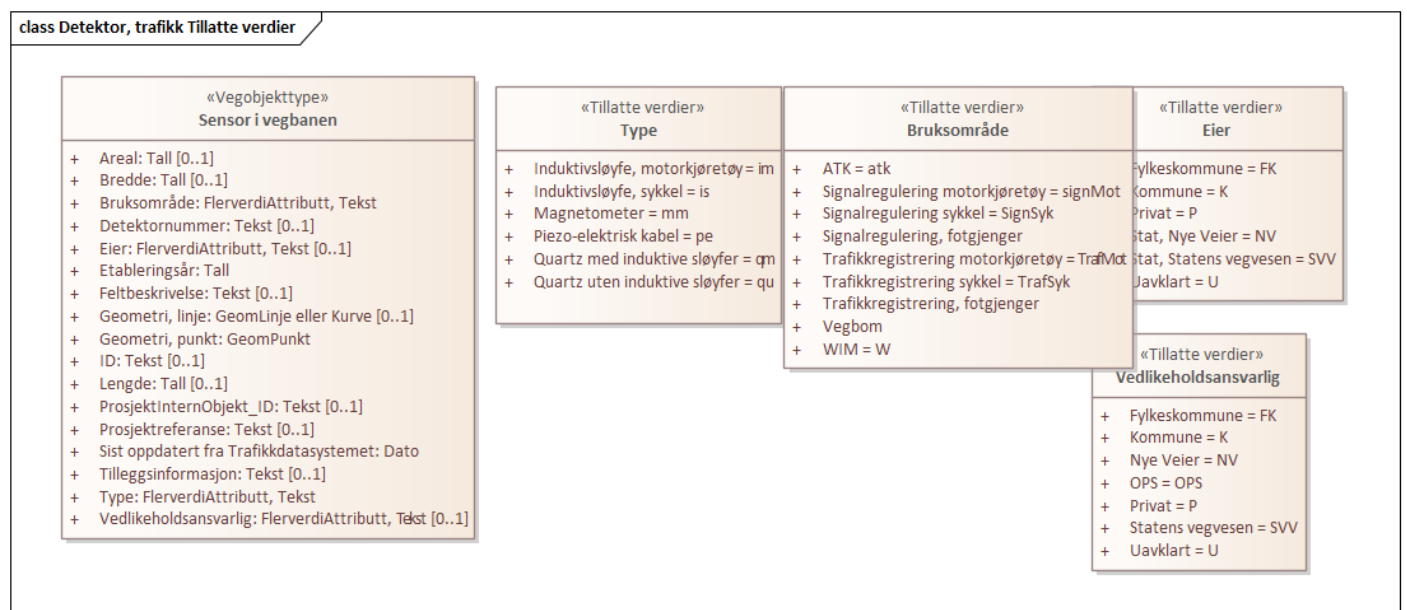 class Detektor, trafikk Tillatte verdier
«Vegobjekttype»
Sensor i vegbanen
+ Areal: Tall [0..1]
+ Bredde: Tall [0..1]
+ Bruksområde: FlerverdiAttributt, Tekst
+ Detektornummer: Tekst [0..1]
+ Eier: FlerverdiAttributt, Tekst [0..1]
+ Etableringsår: Tall
+ Feltbeskrivelse: Tekst [0..1]
+ Geometri, linje: GeomLinje eller Kurve [0..1]
+ Geometri, punkt: GeomPunkt
+ ID: Tekst [0..1]
+ Lengde: Tall [0..1]
+ ProsjektInternObjekt_ID: Tekst [0..1]
+ Prosjektreferanse: Tekst [0..1]
+ Sist oppdatert fra Trafikkdatasystemet: Dato
+ Tilleggsinformasjon: Tekst [0..1]
+ Type: FlerverdiAttributt, Tekst
+ Vedlikeholdsansvarlig: FlerverdiAttributt, Tekst [0..1]
«Tillatte verdier»
Type
+ Induktivsløyfe, motorkjøretøy = im
+ Induktivsløyfe, sykkel = is
+ Magnetometer = mm
+ Piezo-elektrisk kabel = pe
+ Quartz med induktive sløyfer = qm
+ Quartz uten induktive sløyfer = qu
«Tillatte verdier»
Bruksområde
+ ATK = atk
+ Signalregulering motorkjøretøy = signMot
+ Signalregulering sykkel = SignSyk
+ Signalregulering, fotgjenger
+ Trafikkregistrering motorkjøretøy = TrafMot
+ Trafikkregistrering sykkel = TrafSyk
+ Trafikkregistrering, fotgjenger
+ Vegbom
+ WIM = W
«Tillatte verdier»
Eier
Fylkeskommune = FK
Kommune = K
Privat = P
Stat, Nye Veier = NV
Stat, Statens vegvesen = SVV
Uavklart = U
«Tillatte verdier»
Vedlikeholdsansvarlig
+ Fylkeskommune = FK
+ Kommune = K
+ Nye Veier = NV
+ OPS = OPS
+ Privat = P
+ Statens vegvesen = SVV
+ Uavklart = U